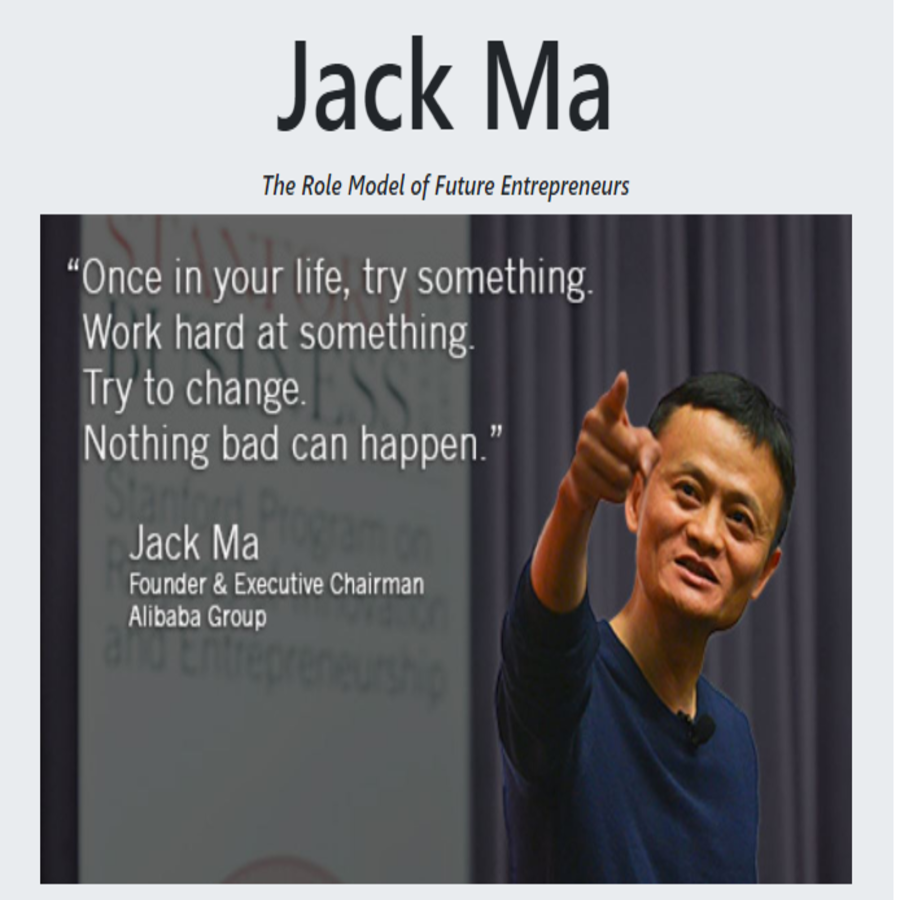 Jack Ma
The Role Model of Future Entrepreneurs
“Once in your life, try something.
Work hard at something.
Try to change.
Nothing bad can happen.”
Jack Ma
Founder & Executive Chairman
Alibaba Group
STANFORD
BUSINESS
Stanford Program on
Innovation
and Entrepreneurship